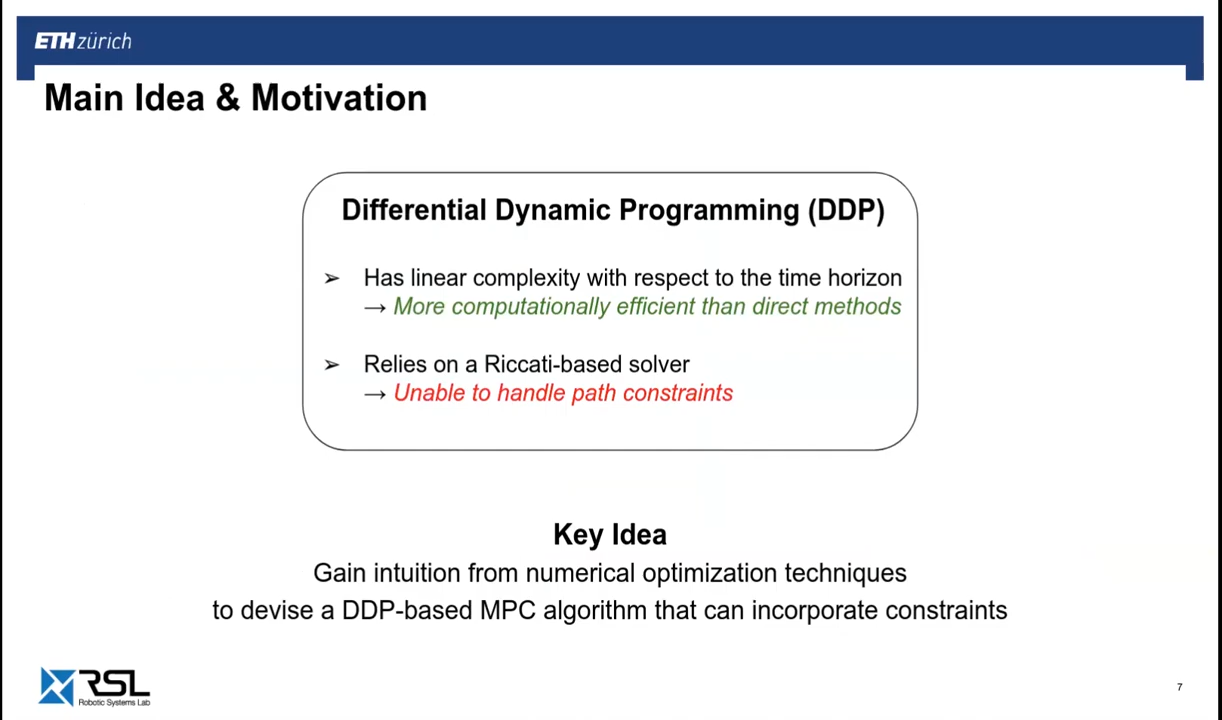 ETH zürich
Main Idea & Motivation
Differential Dynamic Programming (DDP)
➢ Has linear complexity with respect to the time horizon
→ More computationally efficient than direct methods
➢ Relies on a Riccati-based solver
→ Unable to handle path constraints
Key Idea
Gain intuition from numerical optimization techniques
to devise a DDP-based MPC algorithm that can incorporate constraints
RSL
Robotic Systems Lab
7